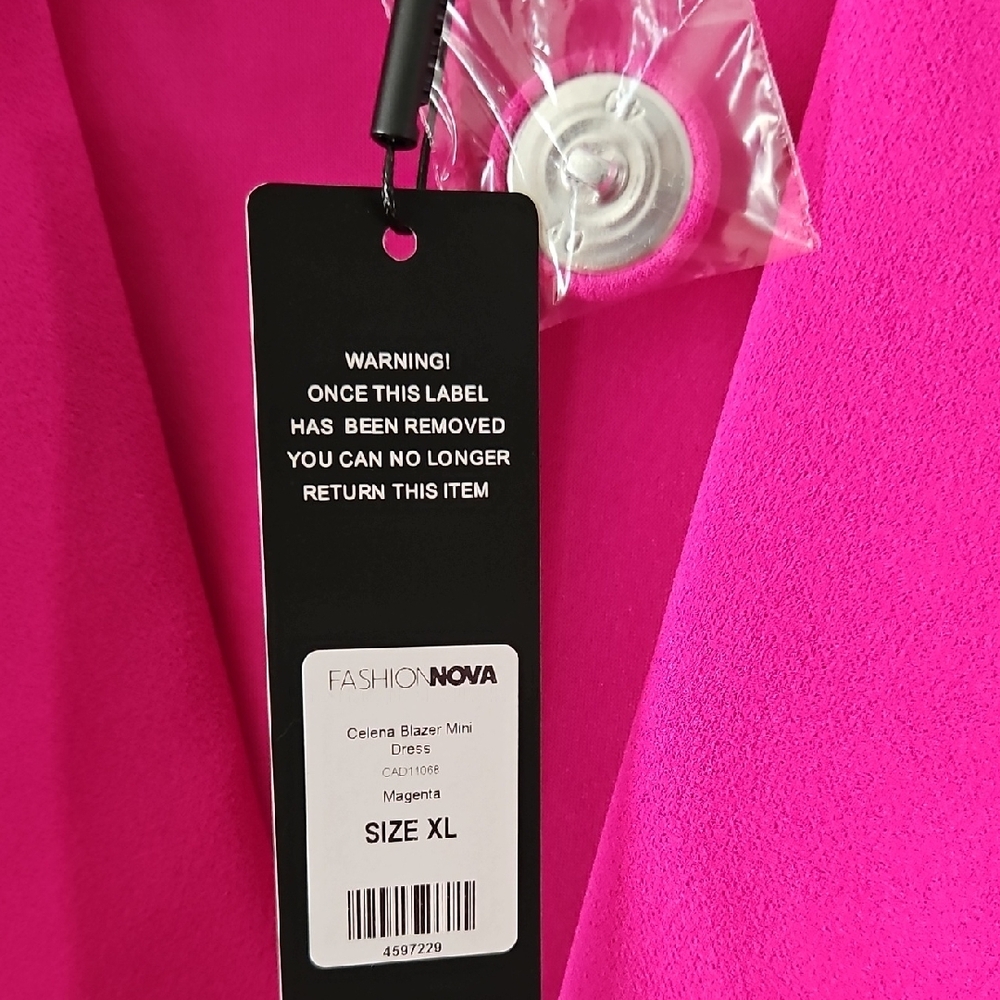 WARNING!
ONCE THIS LABEL
HAS BEEN REMOVED
YOU CAN NO LONGER
RETURN THIS ITEM
FASHIONNOVA
Celena Blazer Mini
Dress
CAD11068
Magenta
SIZE XL
4597229